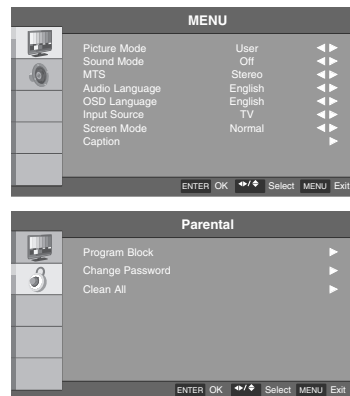 MENU
Picture Mode User
Sound Mode Off
MTS Stereo
Audio Language English
OSD Language English
Input Source TV
Screen Mode Normal
Caption
ENTER OK / Select MENU Exit
Parental
Program Block
Change Password
Clean All
ENTER OK / Select MENU Exit